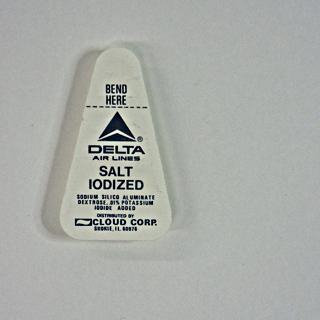 BEND
HERE
DELTA®
AIR LINES
SALT
IODIZED
SODIUM SILICO ALUMINATE
DEXTROSE, .01% POTASSIUM
IODIDE ADDED
DISTRIBUTED BY
CLOUD CORP.
SKOKIE, IL 60076